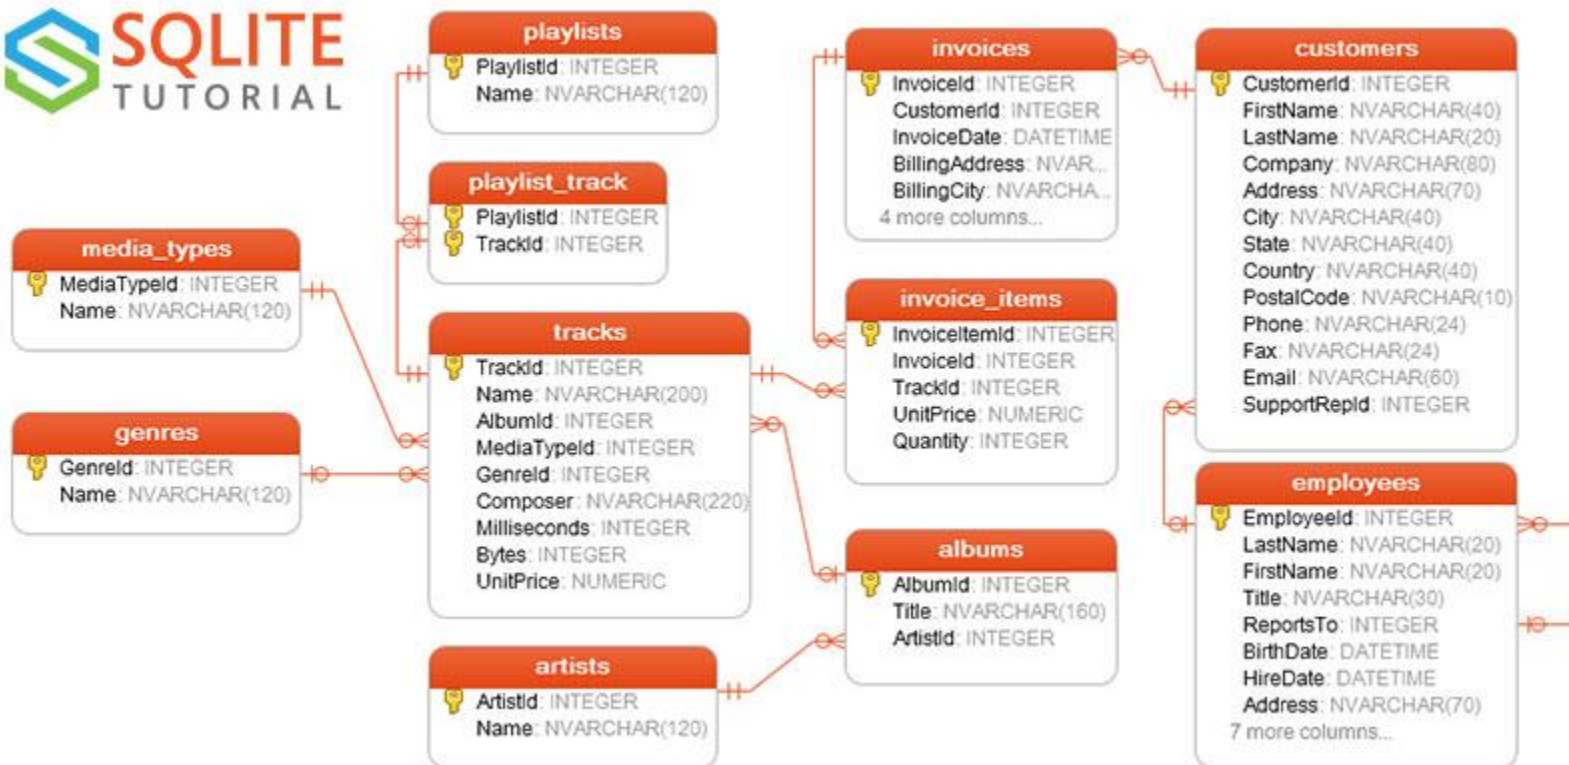 SQLITE
TUTORIAL
playlists
PlaylistId: INTEGER
Name: NVARCHAR(120)
playlist_track
PlaylistId: INTEGER
TrackId: INTEGER
media_types
MediaTypeId: INTEGER
Name: NVARCHAR(120)
genres
GenreId: INTEGER
Name: NVARCHAR(120)
tracks
TrackId: INTEGER
Name: NVARCHAR(200)
AlbumId: INTEGER
MediaTypeId: INTEGER
GenreId: INTEGER
Composer: NVARCHAR(220)
Milliseconds: INTEGER
Bytes: INTEGER
UnitPrice: NUMERIC
artists
ArtistId: INTEGER
Name: NVARCHAR(120)
invoices
InvoiceId: INTEGER
CustomerId: INTEGER
InvoiceDate: DATETIME
BillingAddress: NVAR...
BillingCity: NVARCHA...
4 more columns...
invoice_items
InvoiceItemId: INTEGER
InvoiceId: INTEGER
TrackId: INTEGER
UnitPrice: NUMERIC
Quantity: INTEGER
albums
AlbumId: INTEGER
Title: NVARCHAR(160)
ArtistId: INTEGER
customers
CustomerId: INTEGER
FirstName: NVARCHAR(40)
LastName: NVARCHAR(20)
Company: NVARCHAR(80)
Address: NVARCHAR(70)
City: NVARCHAR(40)
State: NVARCHAR(40)
Country: NVARCHAR(40)
PostalCode: NVARCHAR(10)
Phone: NVARCHAR(24)
Fax: NVARCHAR(24)
Email: NVARCHAR(60)
SupportRepId: INTEGER
employees
EmployeeId: INTEGER
LastName: NVARCHAR(20)
FirstName: NVARCHAR(20)
Title: NVARCHAR(30)
ReportsTo: INTEGER
BirthDate: DATETIME
HireDate: DATETIME
Address: NVARCHAR(70)
7 more columns...